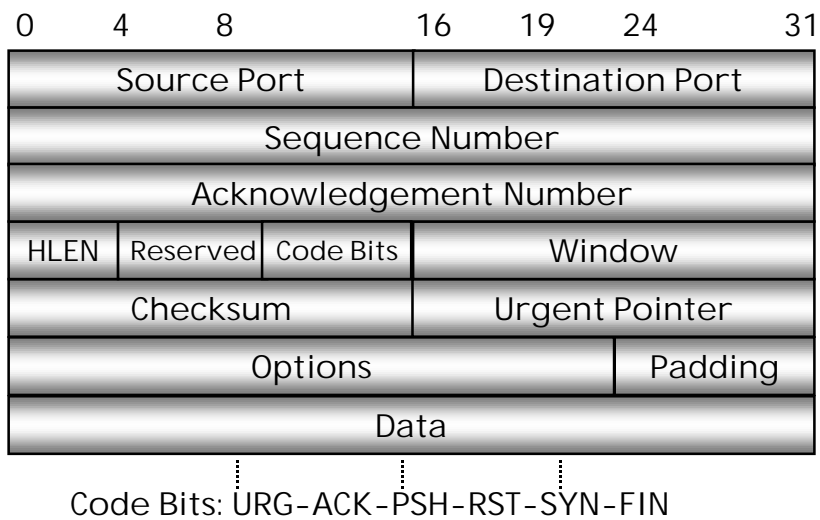 0 4 8 16 19 24 31
Source Port Destination Port
Sequence Number
Acknowledgement Number
HLEN Reserved Code Bits Window
Checksum Urgent Pointer
Options Padding
Data
Code Bits: URG-ACK-PSH-RST-SYN-FIN